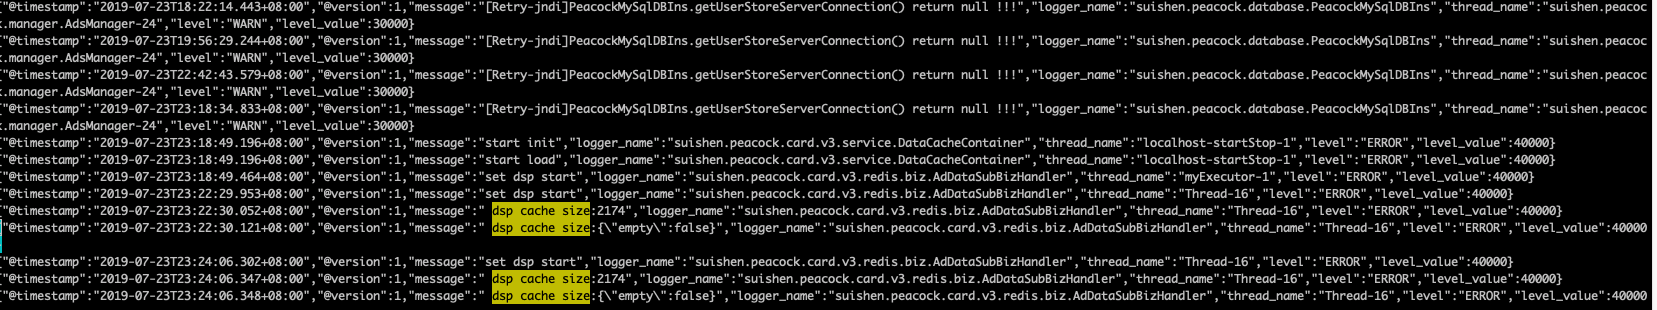 {"@timestamp":"2019-07-23T18:22:14.443+08:00","@version":1,"message":"[Retry-jndi]PeacockMySqlDBIns.getUserStoreServerConnection() return null !!!","logger_name":"suishen.peacock.database.PeacockMySqlDBIns","thread_name":"suishen.peacoc
k.manager.AdsManager-24","level":"WARN","level_value":30000}
{"@timestamp":"2019-07-23T19:56:29.244+08:00","@version":1,"message":"[Retry-jndi]PeacockMySqlDBIns.getUserStoreServerConnection() return null !!!","logger_name":"suishen.peacock.database.PeacockMySqlDBIns","thread_name":"suishen.peacoc
k.manager.AdsManager-24","level":"WARN","level_value":30000}
{"@timestamp":"2019-07-23T22:42:43.579+08:00","@version":1,"message":"[Retry-jndi]PeacockMySqlDBIns.getUserStoreServerConnection() return null !!!","logger_name":"suishen.peacock.database.PeacockMySqlDBIns","thread_name":"suishen.peacoc
k.manager.AdsManager-24","level":"WARN","level_value":30000}
{"@timestamp":"2019-07-23T23:18:34.833+08:00","@version":1,"message":"[Retry-jndi]PeacockMySqlDBIns.getUserStoreServerConnection() return null !!!","logger_name":"suishen.peacock.database.PeacockMySqlDBIns","thread_name":"suishen.peacoc
k.manager.AdsManager-24","level":"WARN","level_value":30000}
{"@timestamp":"2019-07-23T23:18:49.196+08:00","@version":1,"message":"start init","logger_name":"suishen.peacock.card.v3.service.DataCacheContainer","thread_name":"localhost-startStop-1","level":"ERROR","level_value":40000}
{"@timestamp":"2019-07-23T23:18:49.196+08:00","@version":1,"message":"start load","logger_name":"suishen.peacock.card.v3.service.DataCacheContainer","thread_name":"localhost-startStop-1","level":"ERROR","level_value":40000}
{"@timestamp":"2019-07-23T23:18:49.464+08:00","@version":1,"message":"set dsp start","logger_name":"suishen.peacock.card.v3.redis.biz.AdDataSubBizHandler","thread_name":"myExecutor-1","level":"ERROR","level_value":40000}
{"@timestamp":"2019-07-23T23:22:29.953+08:00","@version":1,"message":"set dsp start","logger_name":"suishen.peacock.card.v3.redis.biz.AdDataSubBizHandler","thread_name":"Thread-16","level":"ERROR","level_value":40000}
{"@timestamp":"2019-07-23T23:22:30.052+08:00","@version":1,"message":" dsp cache size:2174","logger_name":"suishen.peacock.card.v3.redis.biz.AdDataSubBizHandler","thread_name":"Thread-16","level":"ERROR","level_value":40000}
"@timestamp":"2019-07-23T23:22:30.121+08:00","@version":1,"message":" dsp cache size:{\"empty\":false}","logger_name":"suishen.peacock.card.v3.redis.biz.AdDataSubBizHandler","thread_name":"Thread-16","level":"ERROR","level_value":40000
{"@timestamp":"2019-07-23T23:24:06.302+08:00","@version":1,"message":"set dsp start","logger_name":"suishen.peacock.card.v3.redis.biz.AdDataSubBizHandler","thread_name":"Thread-16","level":"ERROR","level_value":40000}
{"@timestamp":"2019-07-23T23:24:06.347+08:00","@version":1,"message":" dsp cache size:2174","logger_name":"suishen.peacock.card.v3.redis.biz.AdDataSubBizHandler","thread_name":"Thread-16","level":"ERROR","level_value":40000}
{"@timestamp":"2019-07-23T23:24:06.348+08:00","@version":1,"message":" dsp cache size:{\"empty\":false}","logger_name":"suishen.peacock.card.v3.redis.biz.AdDataSubBizHandler","thread_name":"Thread-16","level":"ERROR","level_value":40000